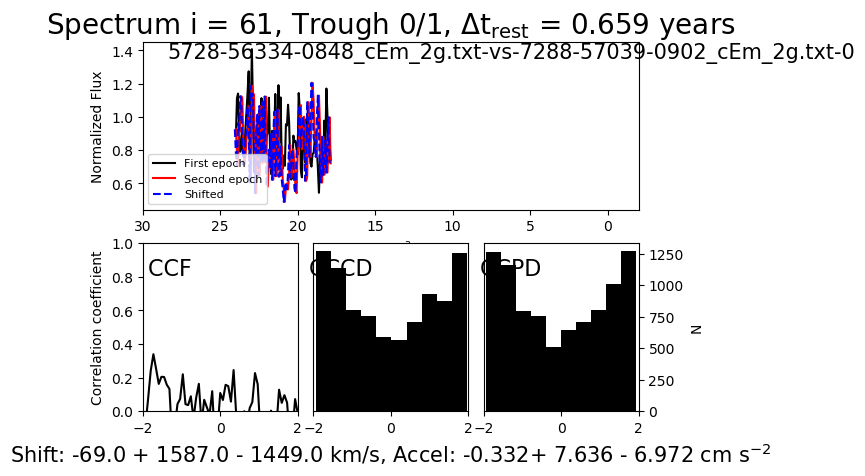 Spectrum i = 61, Trough 0/1, Δt_rest = 0.659 years
5728-56334-0848_cEm_2g.txt-vs-7288-57039-0902_cEm_2g.txt-0
Normalized Flux
1.4
1.2
1.0
0.8
0.6
First epoch
Second epoch
Shifted
30 25 20 15 10 5 0
Correlation coefficient
1.0
0.8
0.6
0.4
0.2
0.0
CCF
CCCD
CCPD
1250
1000
750
500
250
0
N
−2 0 2
−2 0 2
−2 0 2
Shift: -69.0 + 1587.0 - 1449.0 km/s, Accel: -0.332+ 7.636 - 6.972 cm s⁻²